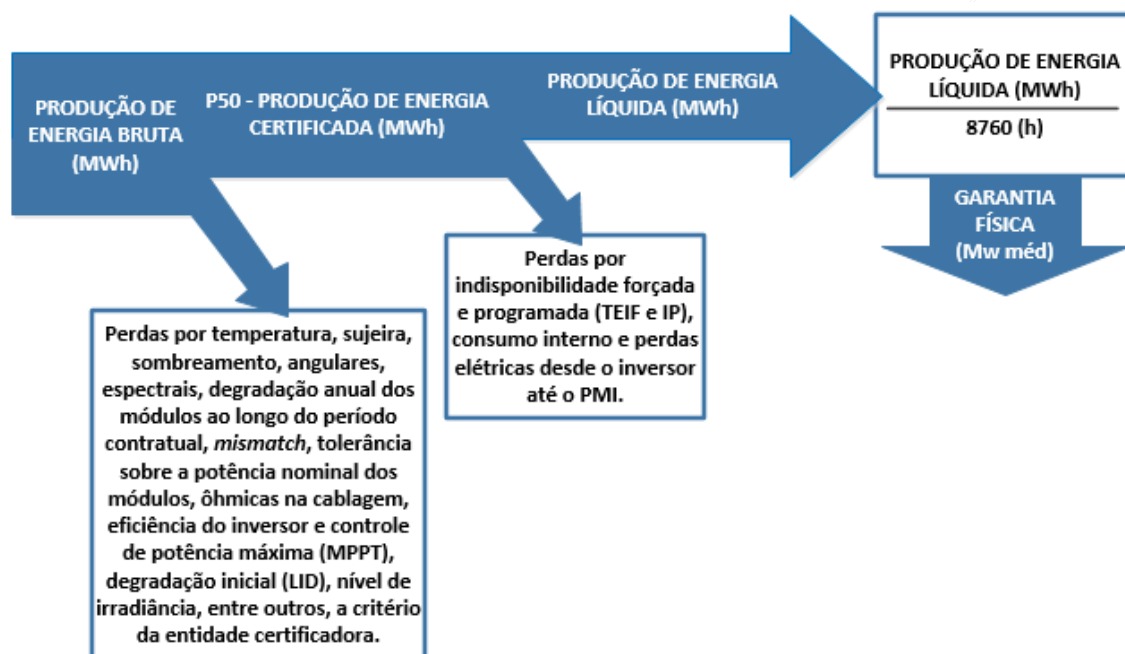 PRODUÇÃO DE
ENERGIA BRUTA
(MWh)
P50 - PRODUÇÃO DE ENERGIA
CERTIFICADA (MWh)
PRODUÇÃO DE ENERGIA
LÍQUIDA (MWh)
PRODUÇÃO DE ENERGIA
LÍQUIDA (MWh)
8760 (h)
GARANTIA
FÍSICA
(Mw méd)
Perdas por
indisponibilidade forçada
e programada (TEIF e IP),
consumo interno e perdas
elétricas desde o inversor
até o PMI.
Perdas por temperatura, sujeira,
sombreamento, angulares,
espectrais, degradação anual dos
módulos ao longo do período
contratual, mismatch, tolerância
sobre a potência nominal dos
módulos, ôhmicas na cablagem,
eficiência do inversor e controle
de potência máxima (MPPT),
degradação inicial (LID), nível de
irradiância, entre outros, a critério
da entidade certificadora.